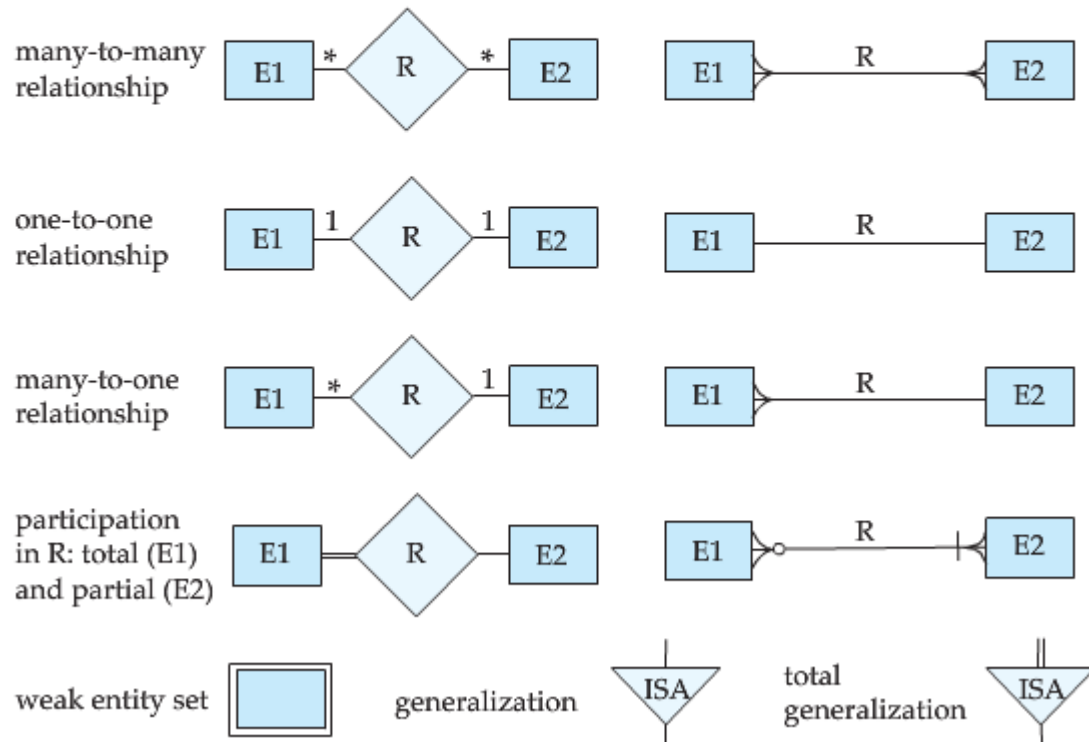 many-to-many
relationship
E1 * R * E2
E1 R E2
one-to-one
relationship
E1 1 R 1 E2
E1 R E2
many-to-one
relationship
E1 * R 1 E2
E1 R E2
participation
in R: total (E1)
and partial (E2)
E1 R E2
E1 R E2
weak entity set
generalization
ISA
total
generalization
ISA